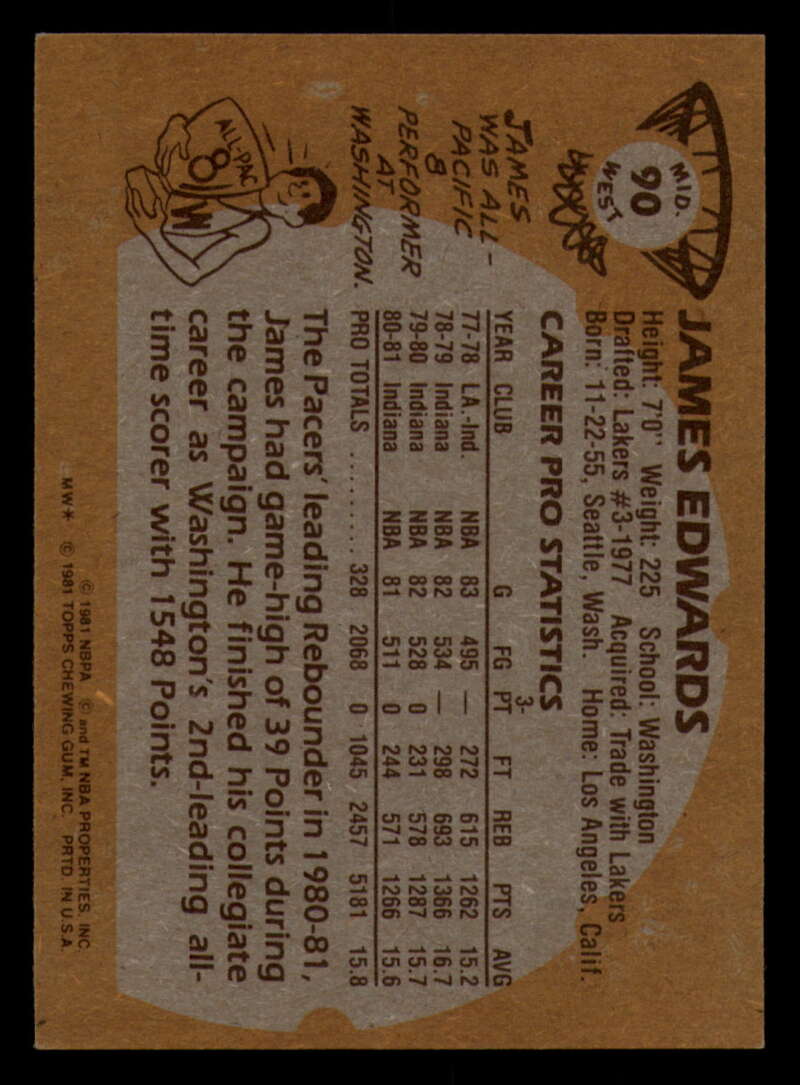 MID.
90
WEST
JAMES EDWARDS
Height: 7'0" Weight: 225 School: Washington
Drafted: Lakers #3-1977 Acquired: Trade with Lakers
Born: 11-22-55, Seattle, Wash. Home: Los Angeles, Calif.
CAREER PRO STATISTICS
YEAR CLUB G FG 3-PT FT REB PTS AVG
77-78 LA.-Ind. NBA 83 495 — 272 615 1262 15.2
78-79 Indiana NBA 82 534 — 298 693 1366 16.7
79-80 Indiana NBA 82 528 0 231 578 1287 15.7
80-81 Indiana NBA 81 511 0 244 571 1266 15.6
PRO TOTALS ......... 328 2068 0 1045 2457 5181 15.8
JAMES
WAS ALL-
PACIFIC
8
PERFORMER
AT
WASHINGTON.
ALL-PAC
8
W
The Pacers' leading Rebounder in 1980-81,
James had game-high of 39 Points during
the campaign. He finished his collegiate
career as Washington's 2nd-leading all-
time scorer with 1548 Points.
© 1981 NBPA © and TM NBA PROPERTIES, INC.
MW* © 1981 TOPPS CHEWING GUM, INC. PRTD. IN U.S.A.